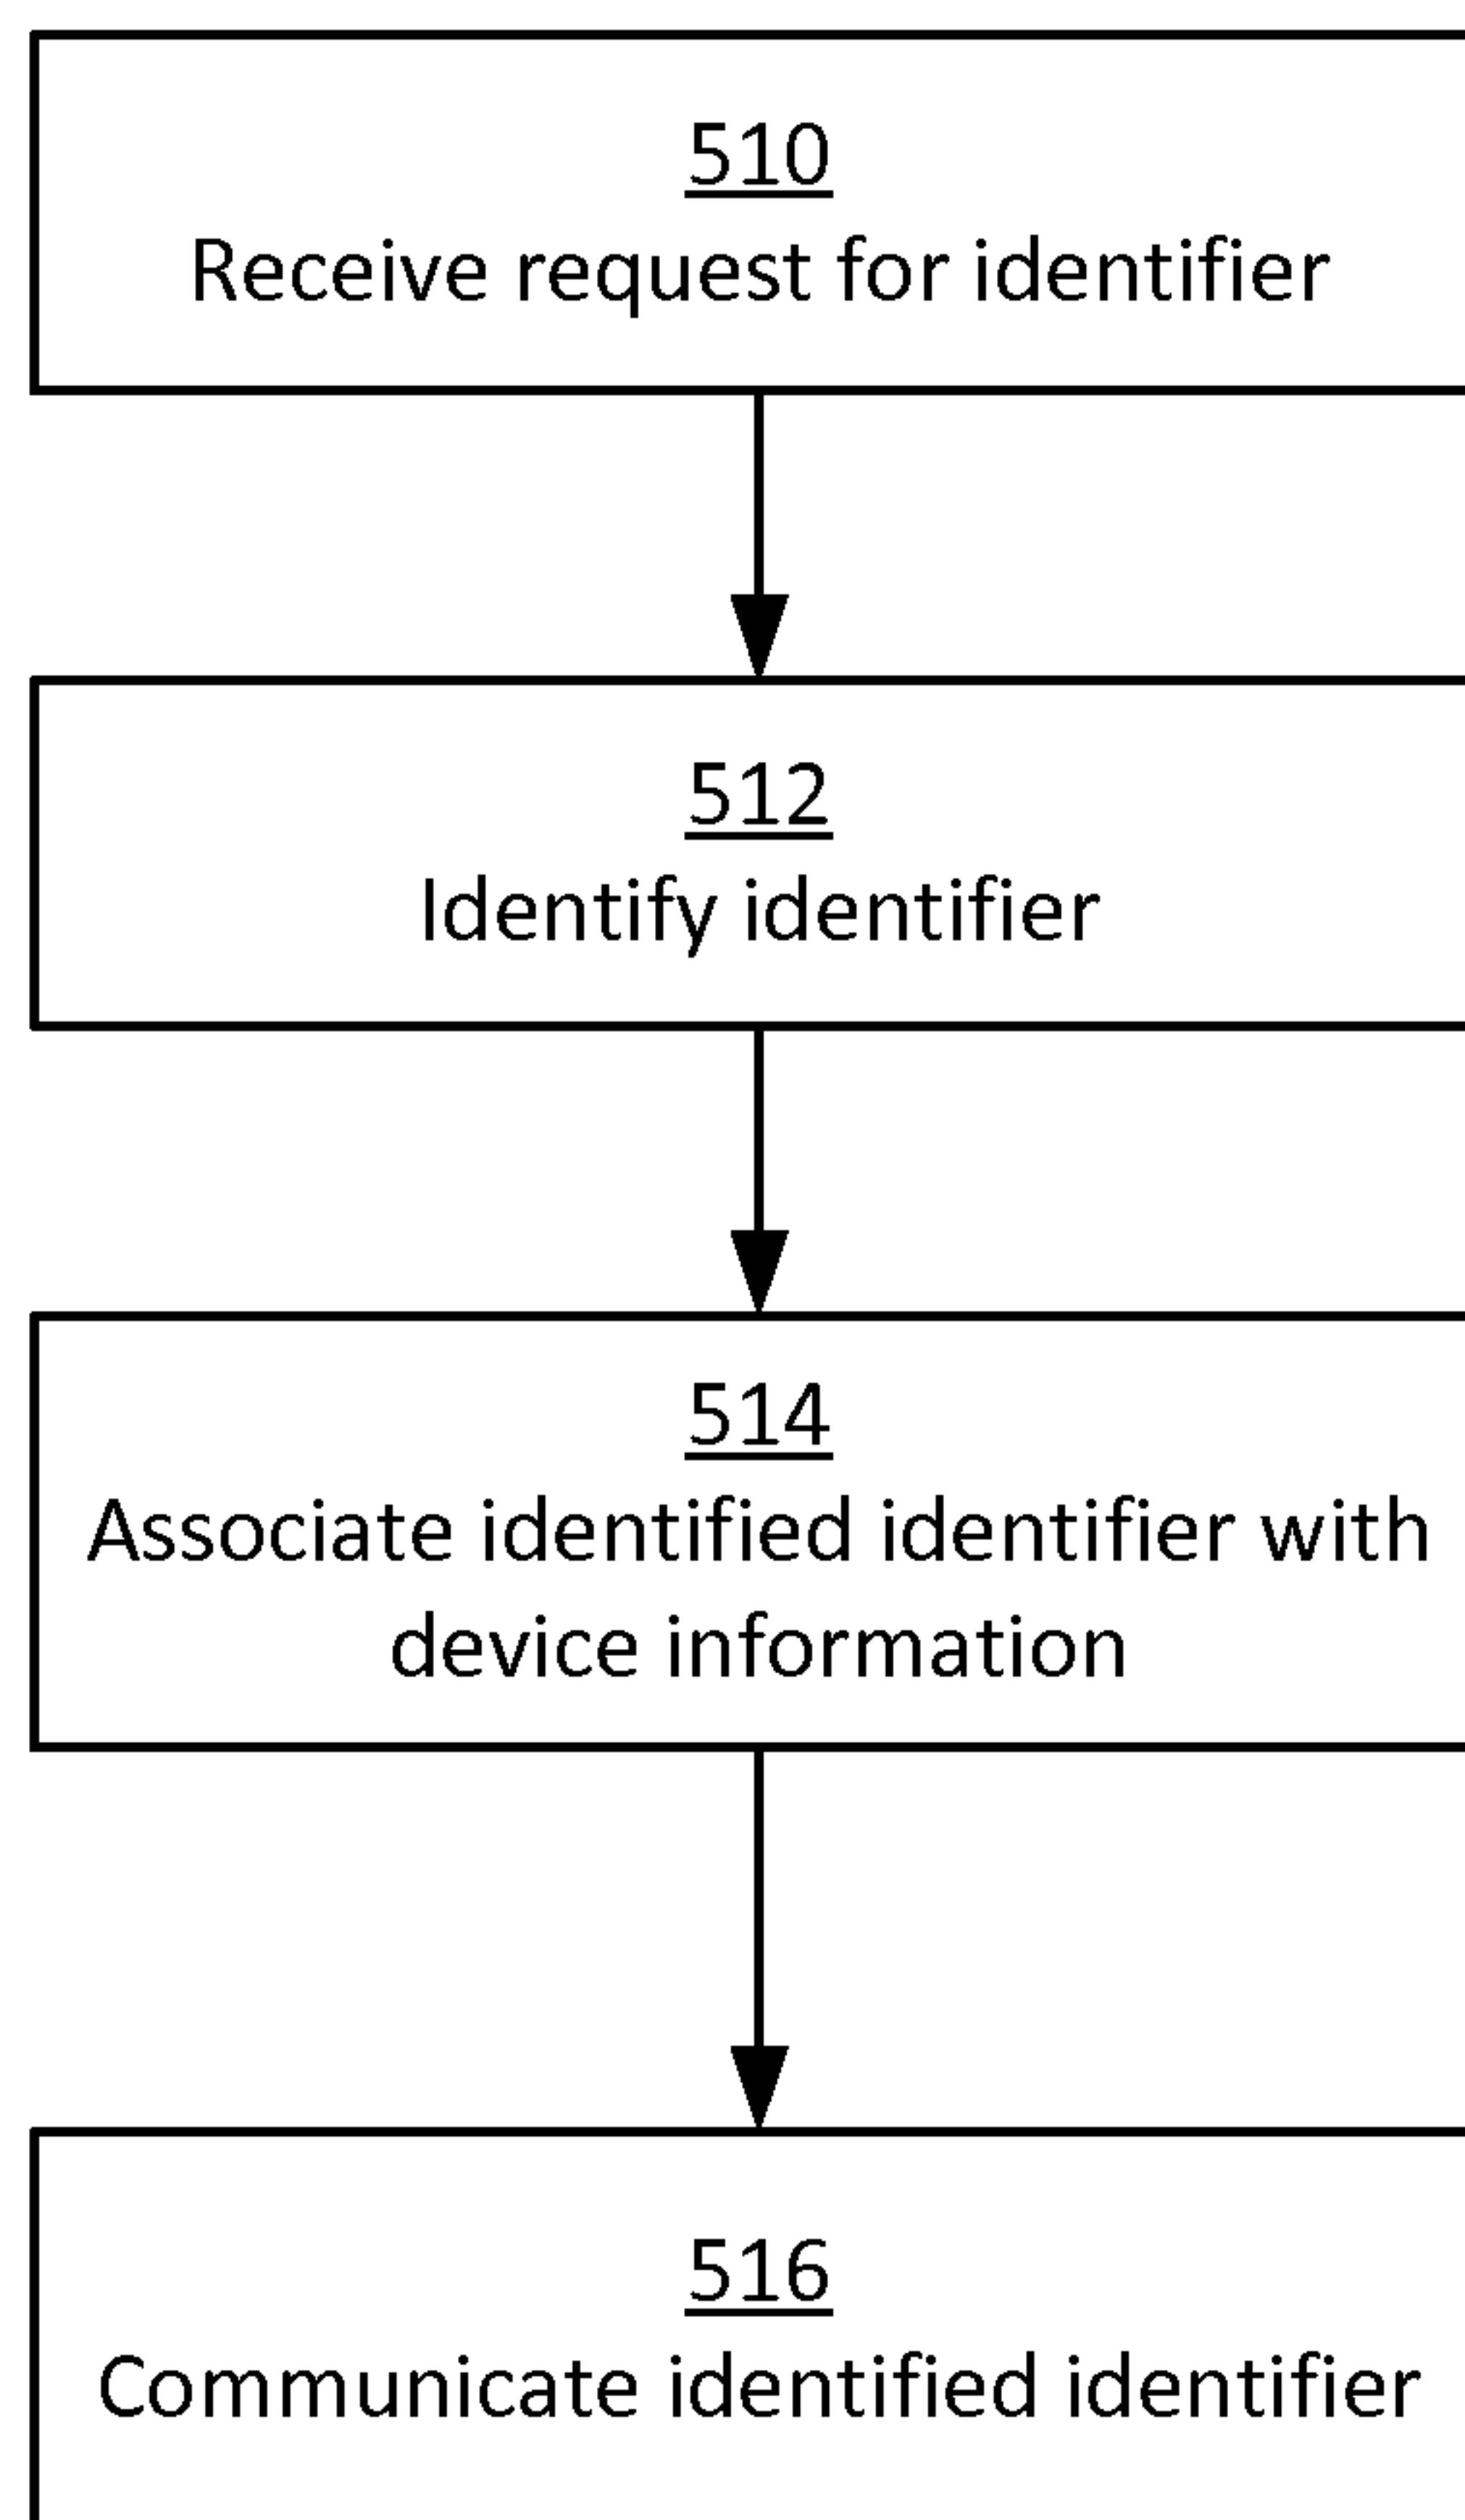 510
Receive request for identifier
512
Identify identifier
514
Associate identified identifier with
device information
516
Communicate identified identifier